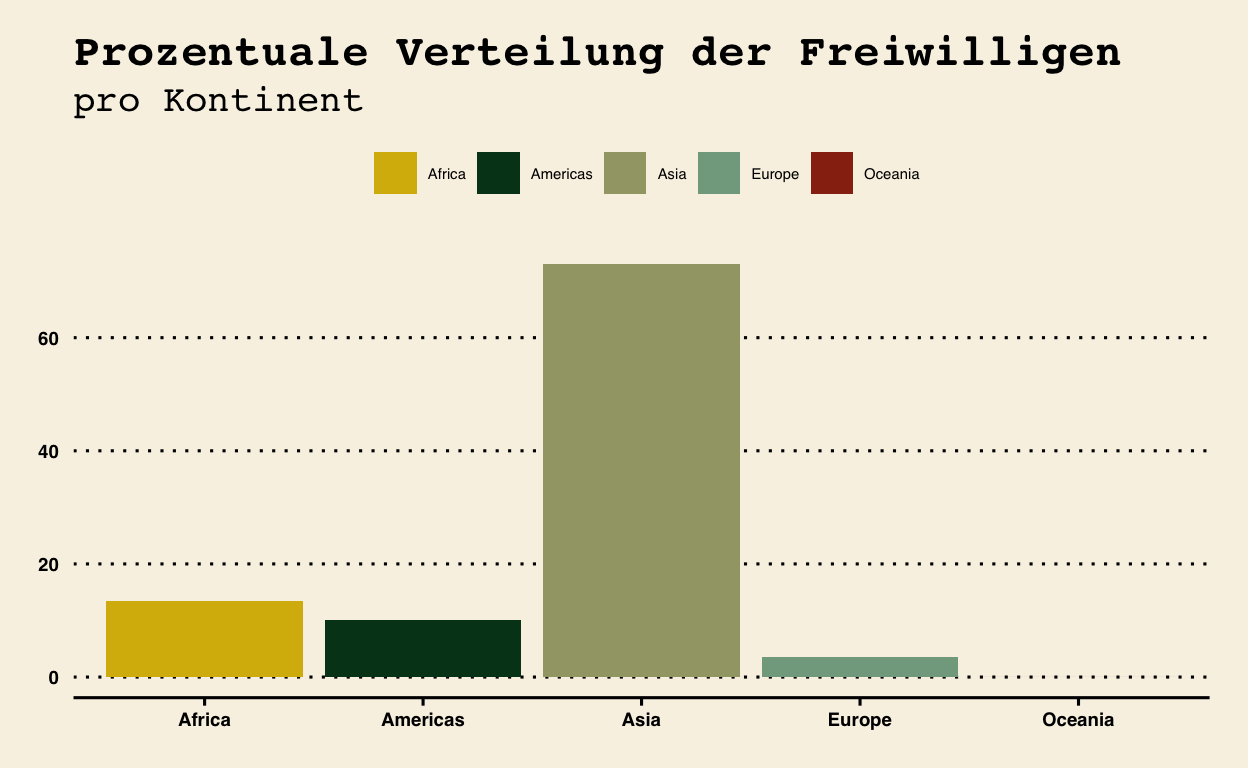 Prozentuale Verteilung der Freiwilligen
pro Kontinent
Africa Americas Asia Europe Oceania
60
40
20
0
Africa Americas Asia Europe Oceania